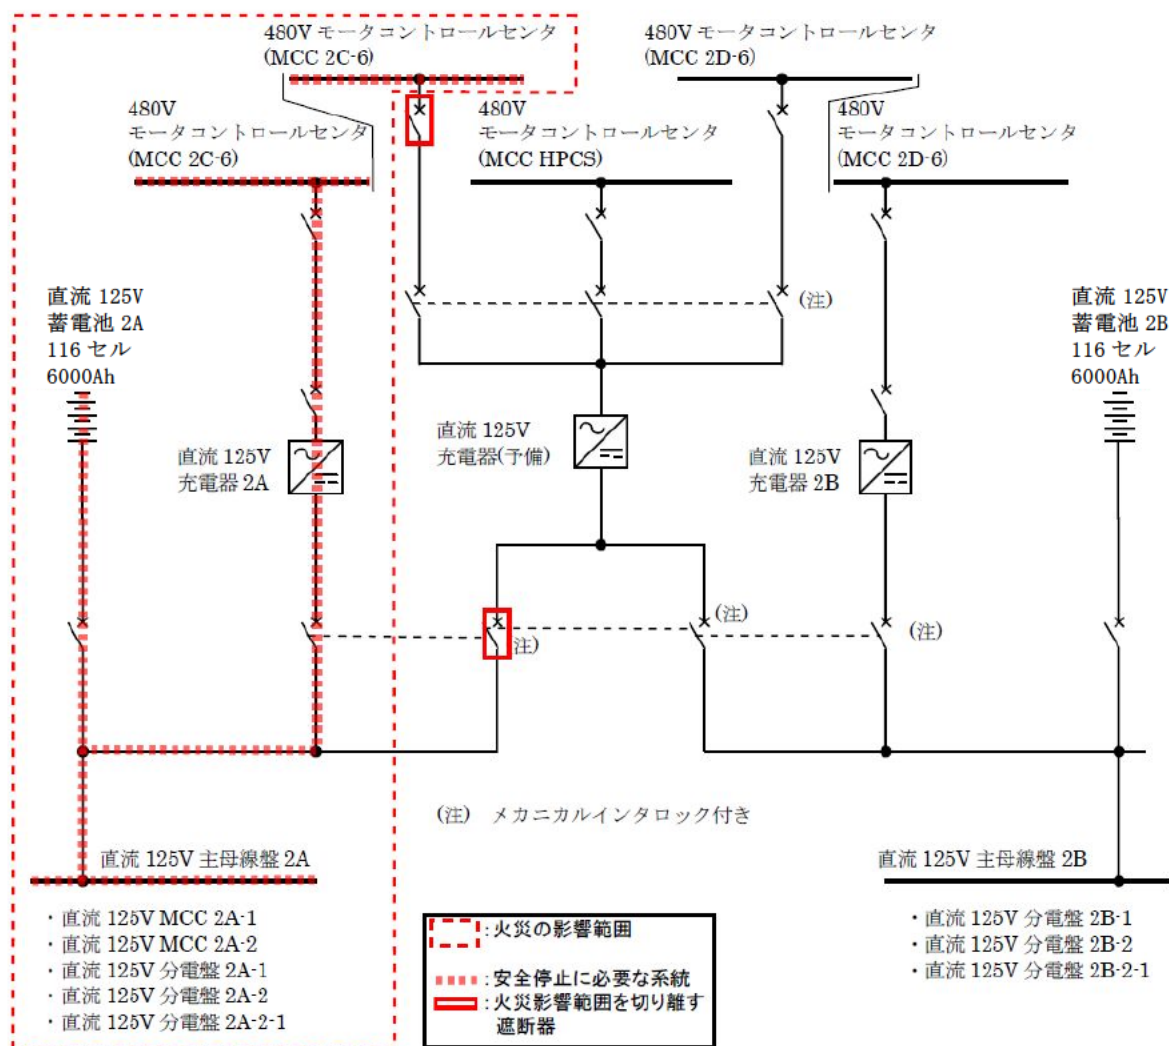 480V モータコントロールセンタ
(MCC 2C-6)
480V モータコントロールセンタ
(MCC 2D-6)
480V
モータコントロールセンタ
(MCC 2C-6)
480V
モータコントロールセンタ
(MCC HPCS)
480V
モータコントロールセンタ
(MCC 2D-6)
(注)
直流 125V
蓄電池 2A
116 セル
6000Ah
直流 125V
蓄電池 2B
116 セル
6000Ah
直流 125V
充電器 2A
直流 125V
充電器(予備)
直流 125V
充電器 2B
注)
(注)
(注)
(注) メカニカルインタロック付き
直流 125V 主母線盤 2A
直流 125V 主母線盤 2B
・直流 125V MCC 2A-1
・直流 125V MCC 2A-2
・直流 125V 分電盤 2A-1
・直流 125V 分電盤 2A-2
・直流 125V 分電盤 2A-2-1
・直流 125V 分電盤 2B-1
・直流 125V 分電盤 2B-2
・直流 125V 分電盤 2B-2-1
:火災の影響範囲
:安全停止に必要な系統
:火災影響範囲を切り離す
遮断器